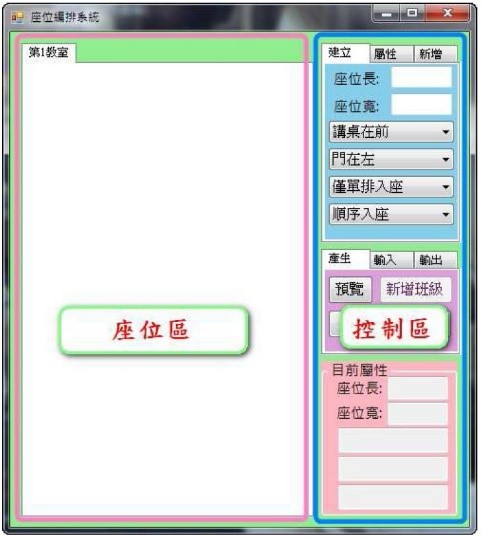 座位編排系統
第1教室
座位區
建立 屬性 新增
座位長:
座位寬:
講桌在前
門在左
僅單排入座
順序入座
產生 輸入 輸出
預覽 新增班級
控制區
目前屬性
座位長:
座位寬: